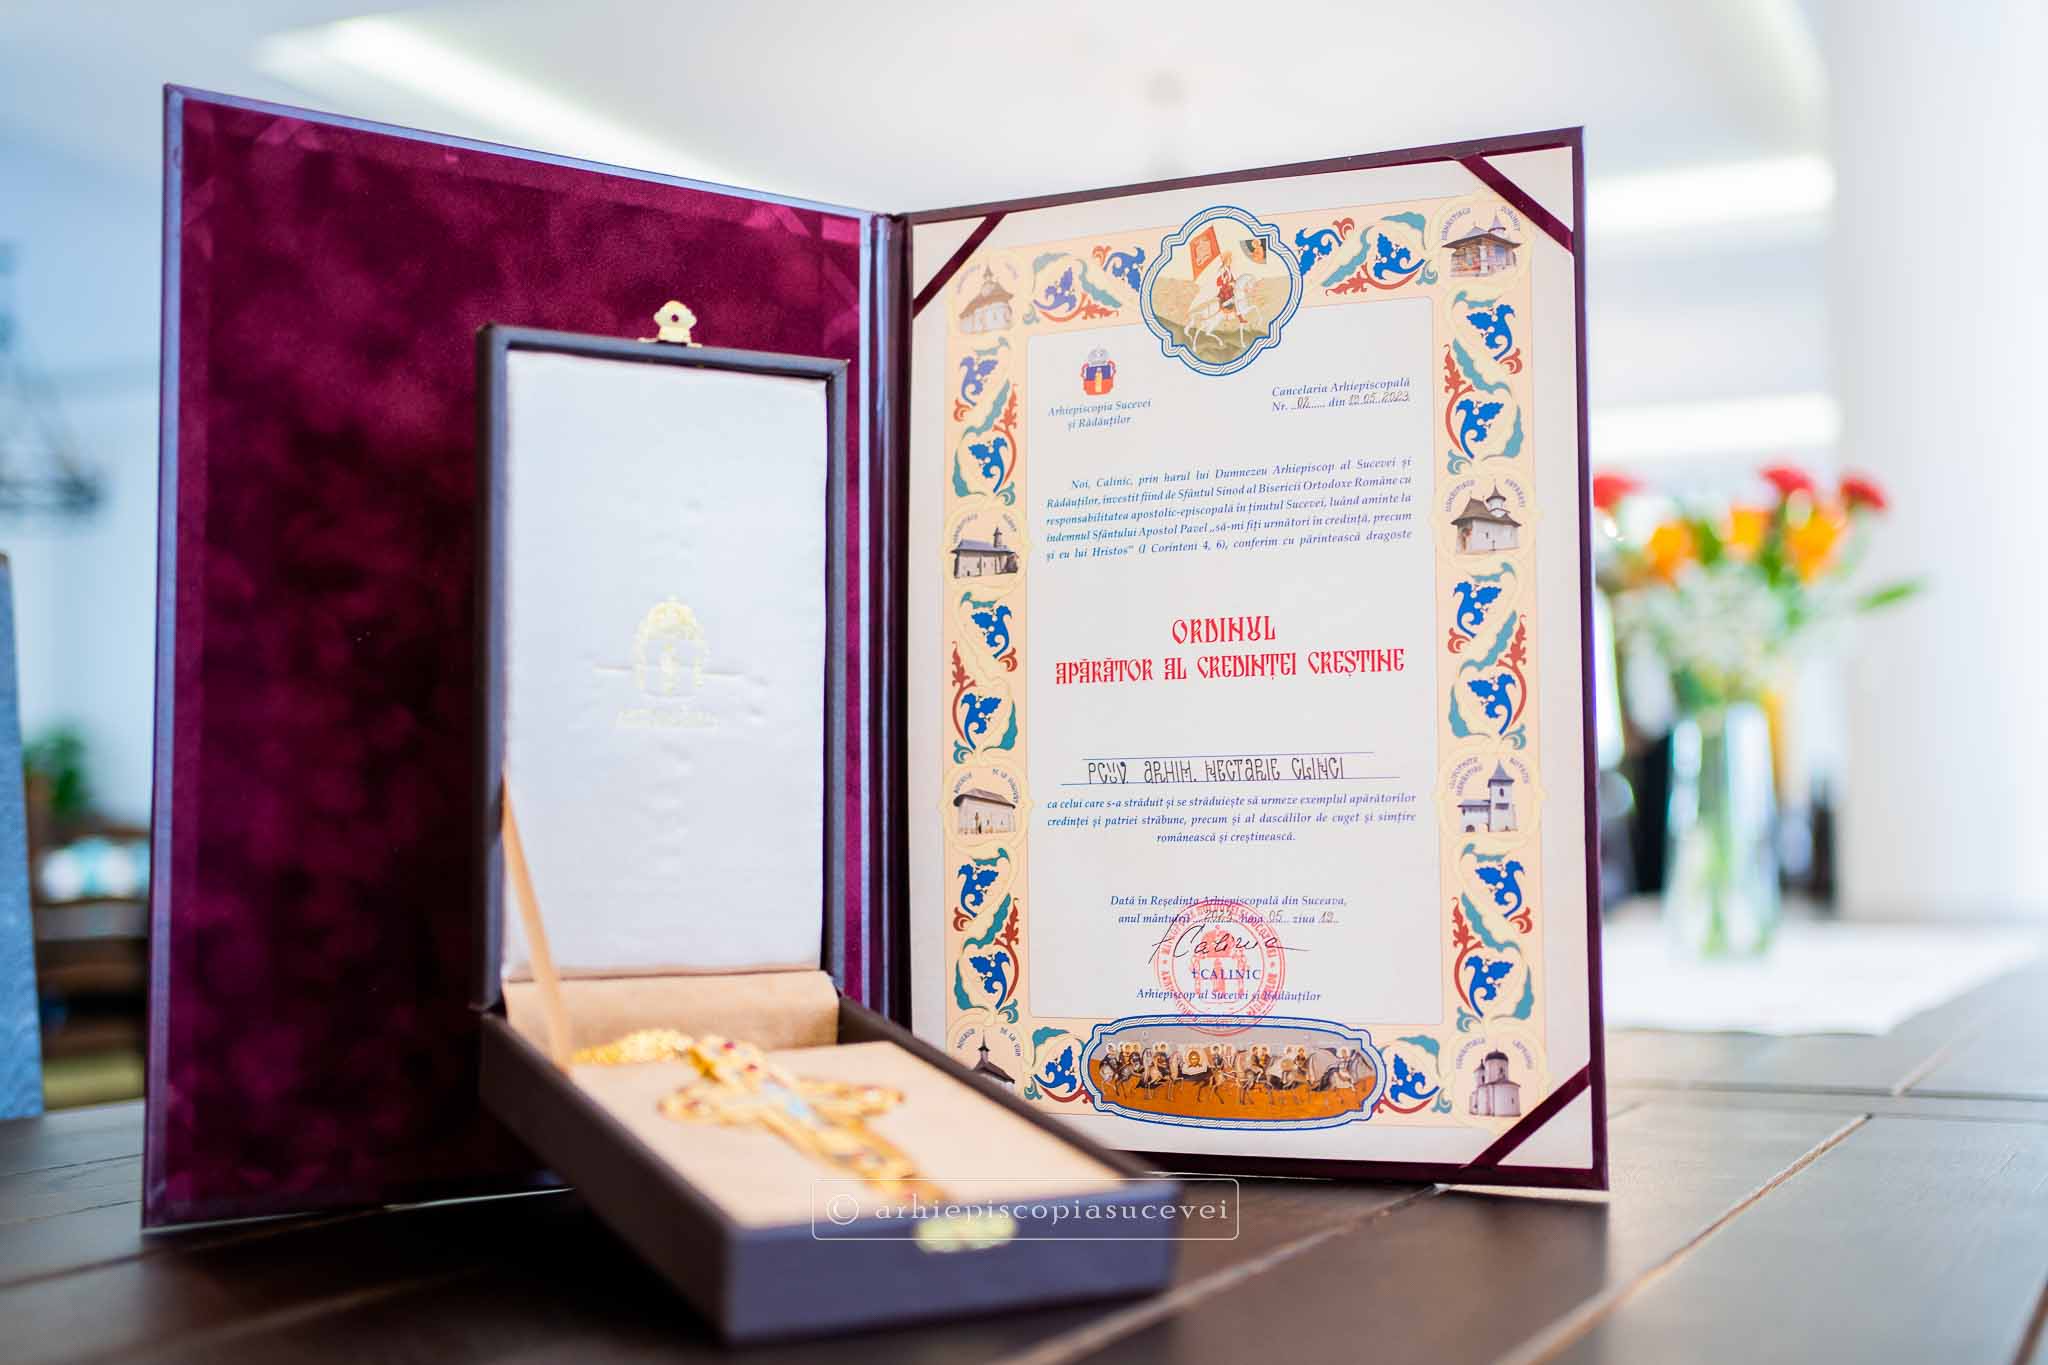 Arhiepiscopia Sucevei
și Rădăuților
Cancelaria Arhiepiscopală
Nr. 02 din 19.05.2023
Noi, Calinic, prin harul lui Dumnezeu Arhiepiscop al Sucevei și
Rădăuților, învestit fiind de Sfântul Sinod al Bisericii Ortodoxe Române cu
responsabilitatea apostolic-episcopală în ținutul Sucevei, luând aminte la
îndemnul Sfântului Apostol Pavel „să-mi fiți următori în credință, precum
și eu lui Hristos” (I Corinteni 4, 6), conferim cu părintească dragoste
ORDINUL
APĂRĂTOR AL CREDINȚEI CREȘTINE
PCUV. ARHIM. NECTARIE CLINCI
ca celui care s-a străduit și se străduiește să urmeze exemplul apărătorilor
credinței și patriei străbune, precum și al dascălilor de cuget și simțire
românească și creștinească.
Dată în Reședința Arhiepiscopală din Suceava,
anul mântuirii 2023 luna 05 ziua 19
† Calinic
† CALINIC
Arhiepiscop al Sucevei și Rădăuților
© arhiepiscopiasucevei